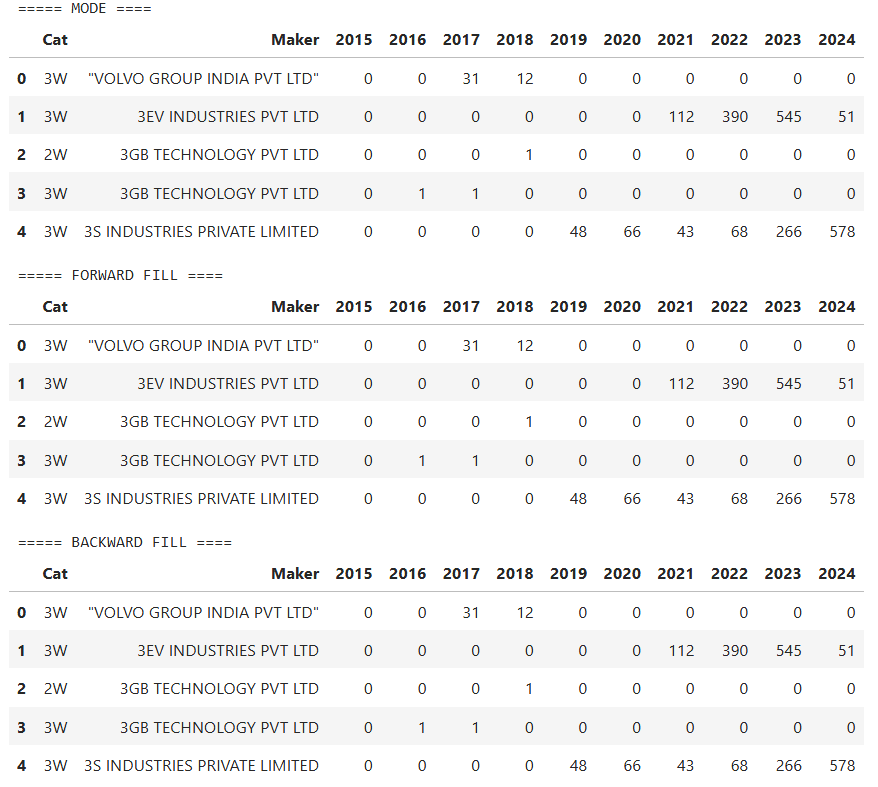 ===== MODE ====
Cat Maker 2015 2016 2017 2018 2019 2020 2021 2022 2023 2024
0 3W "VOLVO GROUP INDIA PVT LTD" 0 0 31 12 0 0 0 0 0 0
1 3W 3EV INDUSTRIES PVT LTD 0 0 0 0 0 0 112 390 545 51
2 2W 3GB TECHNOLOGY PVT LTD 0 0 0 1 0 0 0 0 0 0
3 3W 3GB TECHNOLOGY PVT LTD 0 1 1 0 0 0 0 0 0 0
4 3W 3S INDUSTRIES PRIVATE LIMITED 0 0 0 0 48 66 43 68 266 578
===== FORWARD FILL ====
Cat Maker 2015 2016 2017 2018 2019 2020 2021 2022 2023 2024
0 3W "VOLVO GROUP INDIA PVT LTD" 0 0 31 12 0 0 0 0 0 0
1 3W 3EV INDUSTRIES PVT LTD 0 0 0 0 0 0 112 390 545 51
2 2W 3GB TECHNOLOGY PVT LTD 0 0 0 1 0 0 0 0 0 0
3 3W 3GB TECHNOLOGY PVT LTD 0 1 1 0 0 0 0 0 0 0
4 3W 3S INDUSTRIES PRIVATE LIMITED 0 0 0 0 48 66 43 68 266 578
===== BACKWARD FILL ====
Cat Maker 2015 2016 2017 2018 2019 2020 2021 2022 2023 2024
0 3W "VOLVO GROUP INDIA PVT LTD" 0 0 31 12 0 0 0 0 0 0
1 3W 3EV INDUSTRIES PVT LTD 0 0 0 0 0 0 112 390 545 51
2 2W 3GB TECHNOLOGY PVT LTD 0 0 0 1 0 0 0 0 0 0
3 3W 3GB TECHNOLOGY PVT LTD 0 1 1 0 0 0 0 0 0 0
4 3W 3S INDUSTRIES PRIVATE LIMITED 0 0 0 0 48 66 43 68 266 578